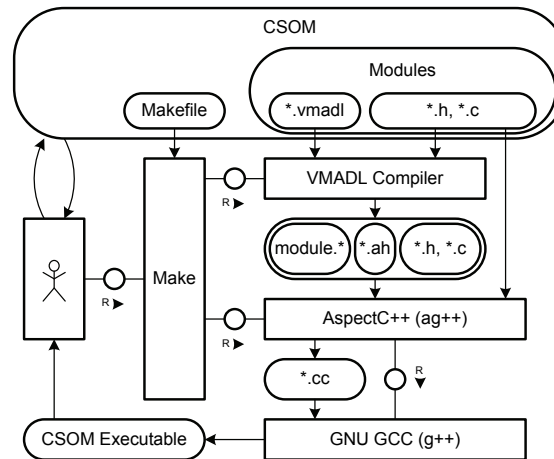 CSOM
Modules
Makefile
*.vmadl
*.h, *.c
R
VMADL Compiler
module.*
*.ah
*.h, *.c
R
Make
R
AspectC++ (ag++)
*.cc
R
CSOM Executable
GNU GCC (g++)